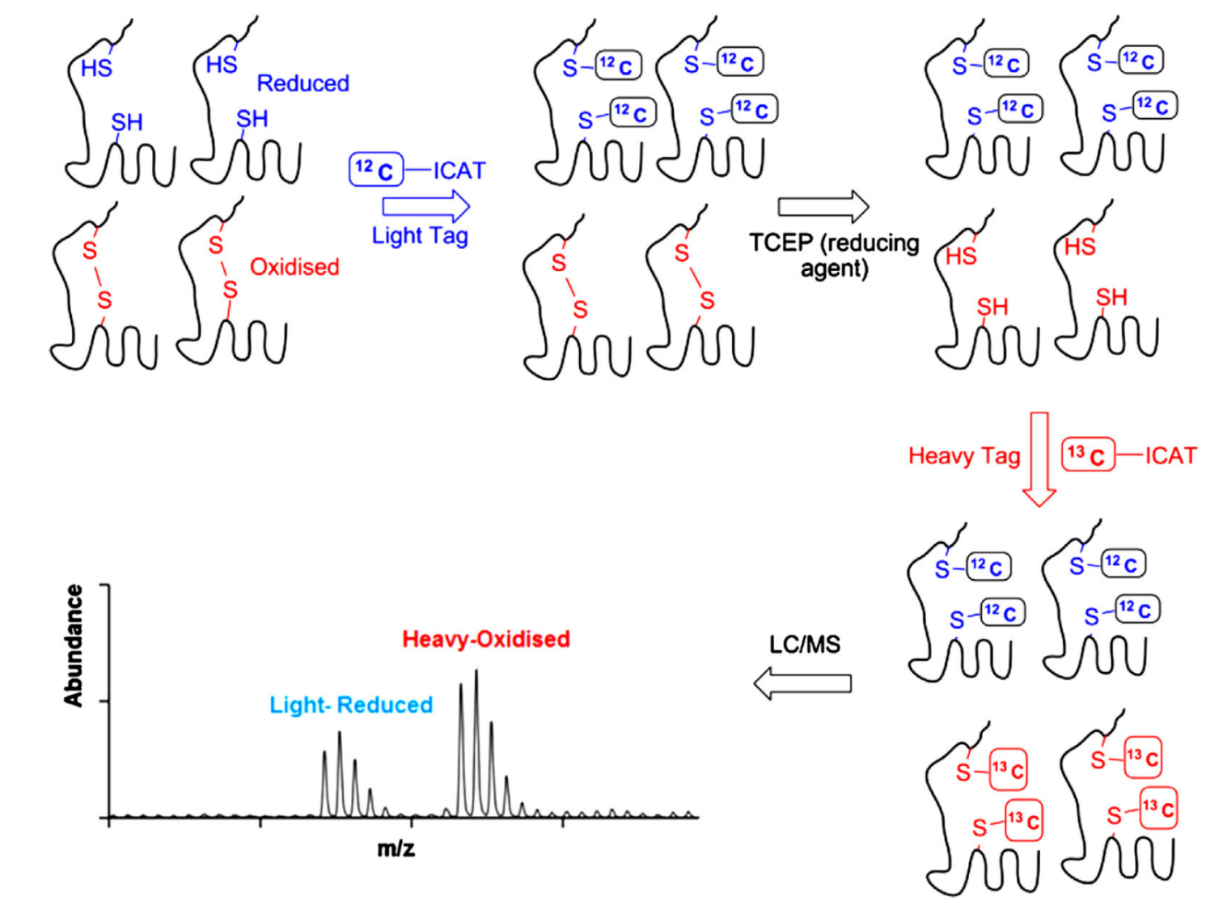 HS
HS
Reduced
SH
SH
12C—ICAT
Light Tag
S
S
Oxidised
S
S
S–12C
S–12C
S–12C
S–12C
S
S
S
S
TCEP (reducing
agent)
S–12C
S–12C
S–12C
S–12C
HS
HS
SH
SH
Heavy Tag
13C—ICAT
S–12C
S–12C
S–12C
S–12C
LC/MS
S–13C
S–13C
S–13C
S–13C
Abundance
Heavy-Oxidised
Light- Reduced
m/z